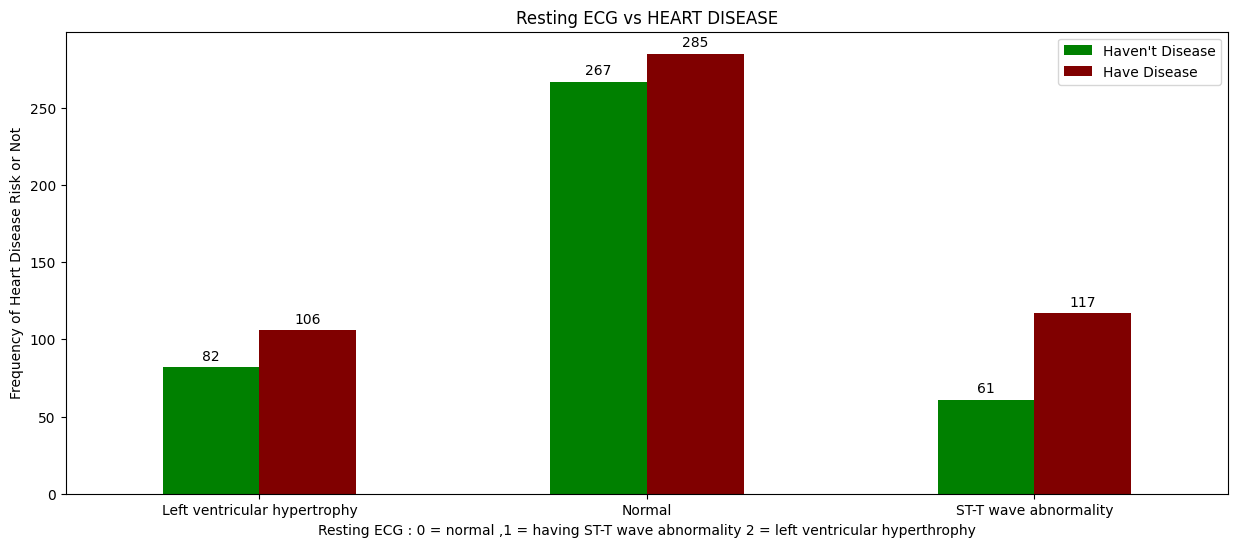 Resting ECG vs HEART DISEASE
Haven't Disease
Have Disease
Frequency of Heart Disease Risk or Not
250
200
150
100
50
0
82
106
267
285
61
117
Left ventricular hypertrophy
Normal
ST-T wave abnormality
Resting ECG : 0 = normal ,1 = having ST-T wave abnormality 2 = left ventricular hyperthrophy